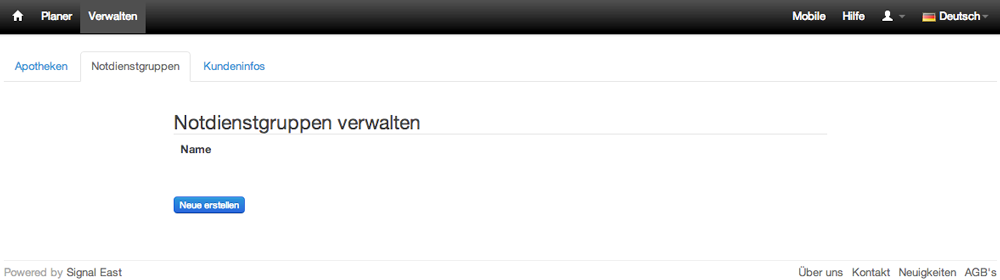 Planer Verwalten Mobile Hilfe Deutsch
Apotheken Notdienstgruppen Kundeninfos
Notdienstgruppen verwalten
Name
Neue erstellen
Powered by Signal East Über uns Kontakt Neuigkeiten AGB's